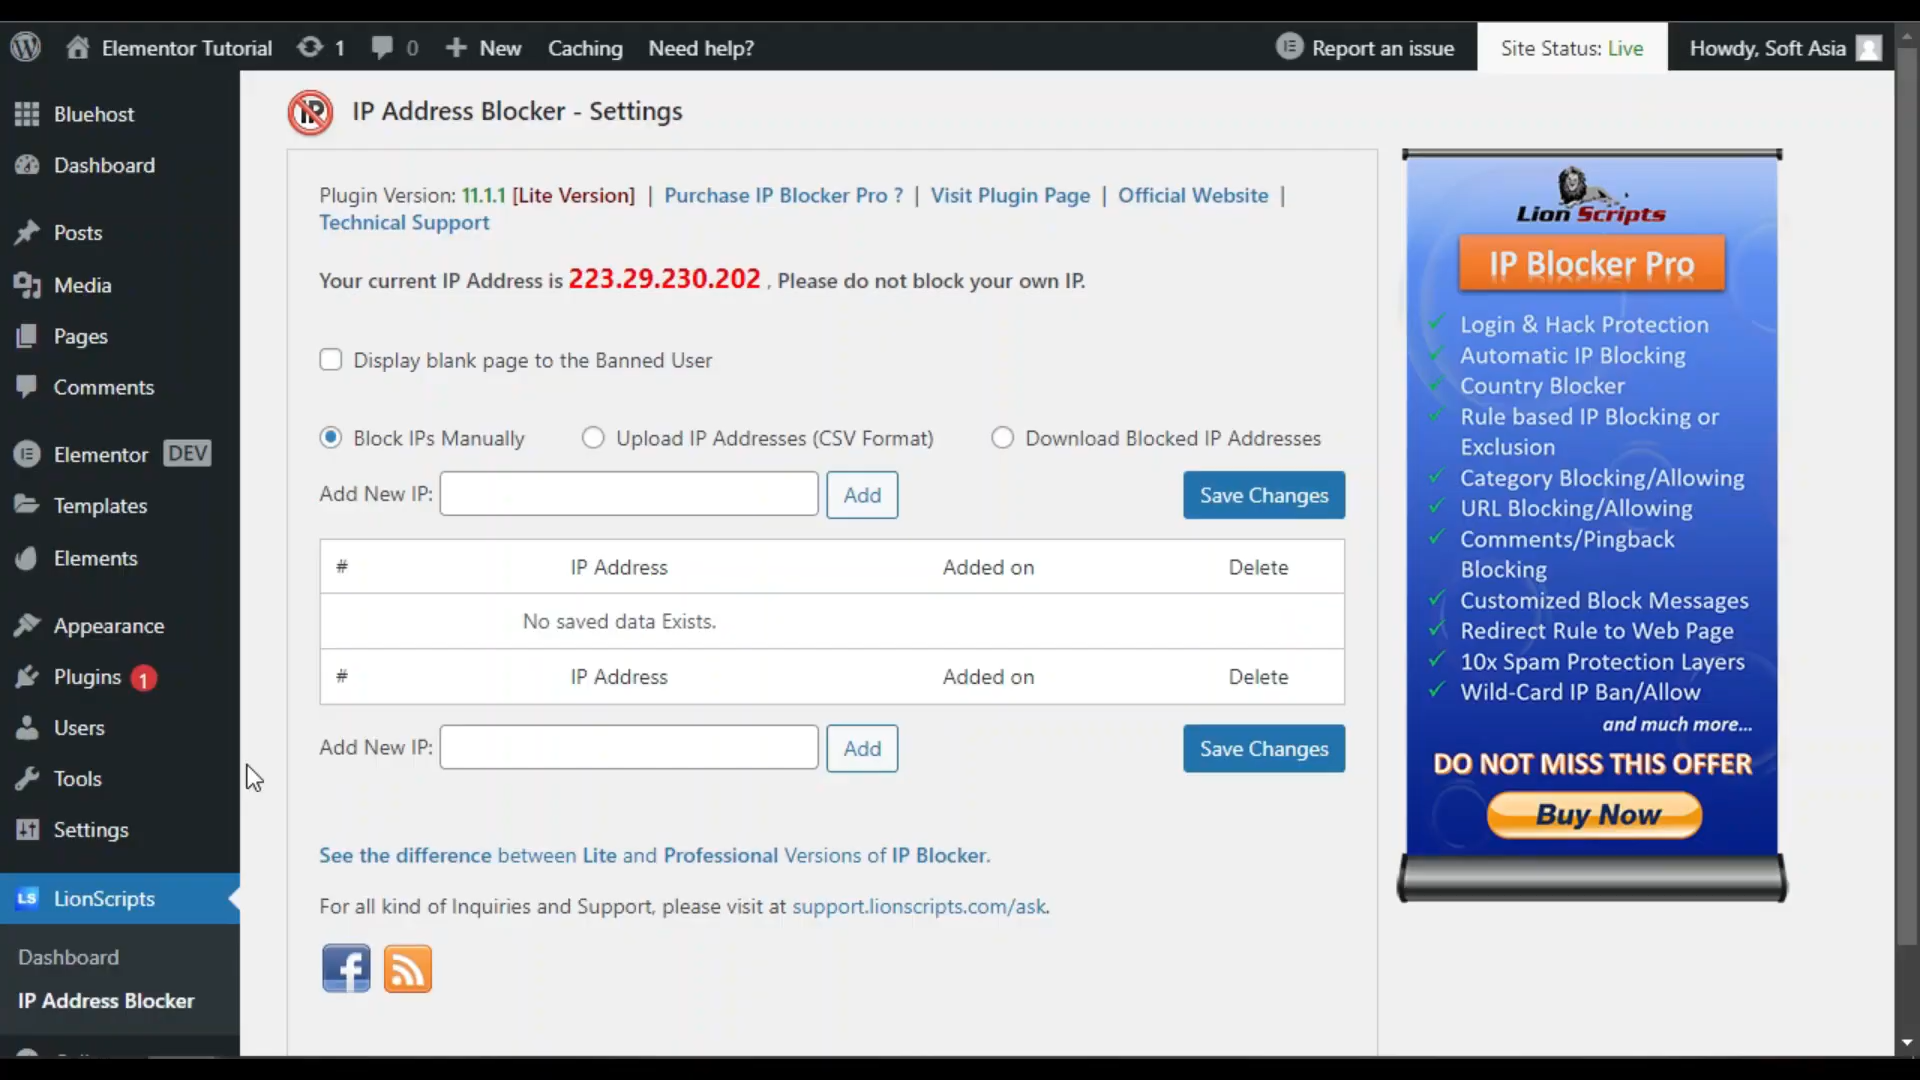 Elementor Tutorial 1 0 New Caching Need help? Report an issue Site Status: Live Howdy, Soft Asia
Bluehost
Dashboard
Posts
Media
Pages
Comments
Elementor DEV
Templates
Elements
Appearance
Plugins 1
Users
Tools
Settings
LS LionScripts
Dashboard
IP Address Blocker
IP IP Address Blocker - Settings
Plugin Version: 11.1.1 [Lite Version] | Purchase IP Blocker Pro ? | Visit Plugin Page | Official Website |
Technical Support
Your current IP Address is 223.29.230.202 , Please do not block your own IP.
Display blank page to the Banned User
Block IPs Manually Upload IP Addresses (CSV Format) Download Blocked IP Addresses
Add New IP: Add Save Changes
# IP Address Added on Delete
No saved data Exists.
# IP Address Added on Delete
Add New IP: Add Save Changes
See the difference between Lite and Professional Versions of IP Blocker.
For all kind of Inquiries and Support, please visit at support.lionscripts.com/ask.
Lion Scripts
IP Blocker Pro
Login & Hack Protection
Automatic IP Blocking
Country Blocker
Rule based IP Blocking or
Exclusion
Category Blocking/Allowing
URL Blocking/Allowing
Comments/Pingback
Blocking
Customized Block Messages
Redirect Rule to Web Page
10x Spam Protection Layers
Wild-Card IP Ban/Allow
and much more...
DO NOT MISS THIS OFFER
Buy Now